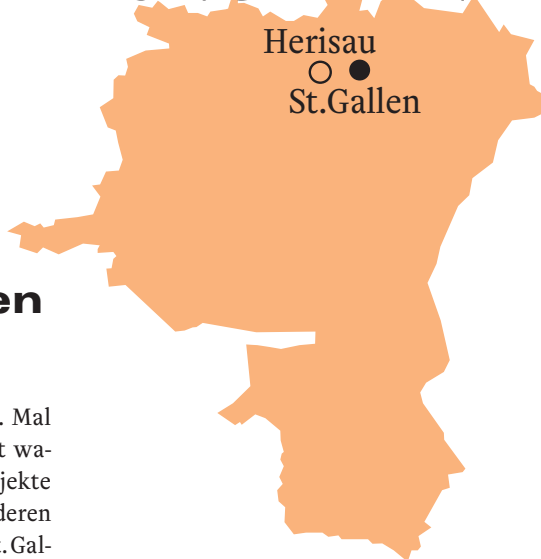 Herisau
St.Gallen
en
. Mal
t wa-
jekte
deren
t.Gal-